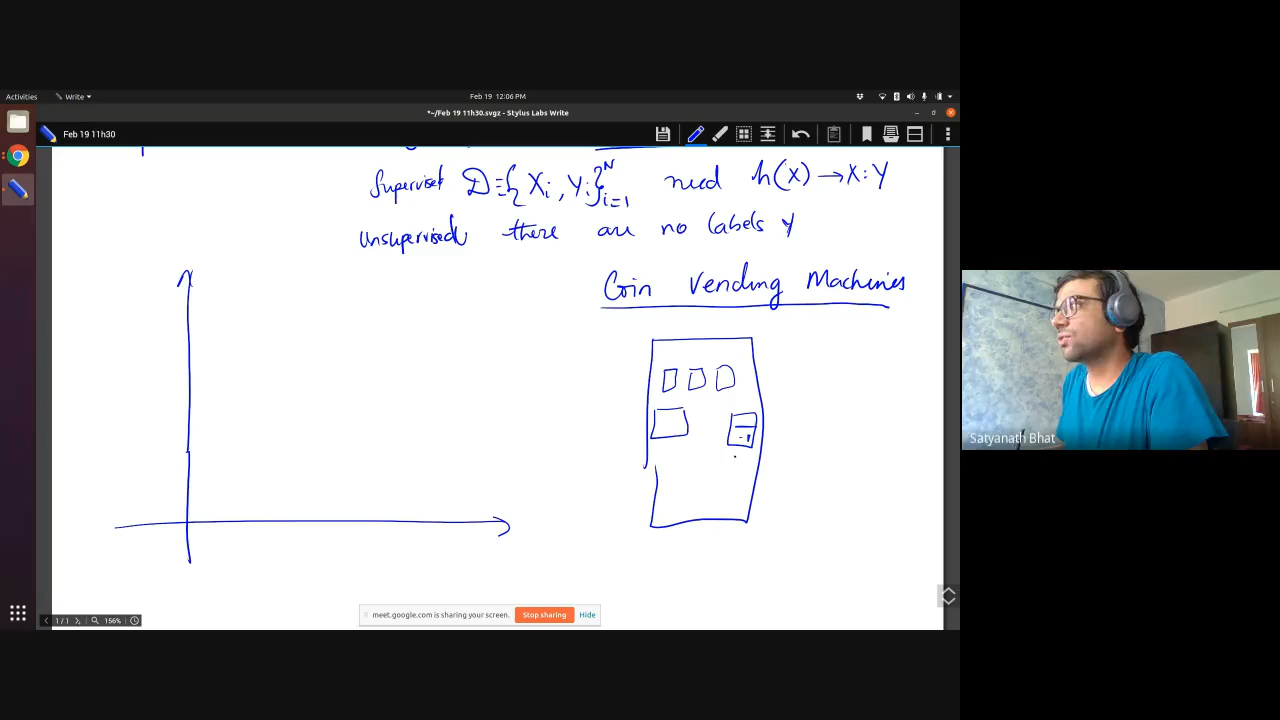 Activities
Write
Feb 19 12:06 PM
*~/Feb 19 11h30.svgz - Stylus Labs Write
Feb 19 11h30
Supervised D ≡ { Xi, Yi }ᴺi=1 need h(X) → X : Y
Unsupervised there are no labels Y
Coin Vending Machines
Satyanath Bhat
meet.google.com is sharing your screen. Stop sharing Hide
1/1 156%